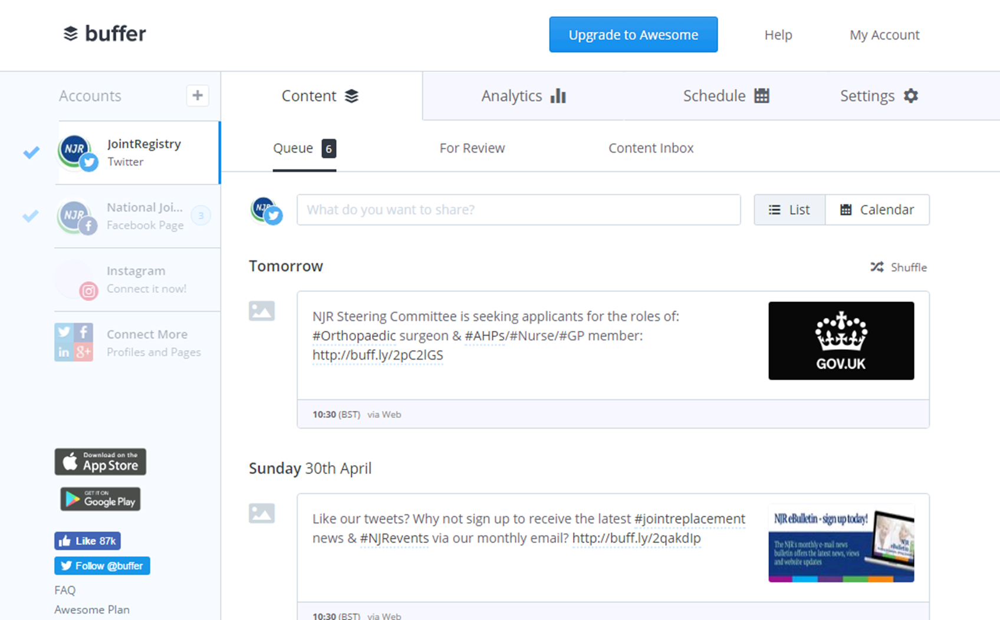 buffer
Upgrade to Awesome
Help
My Account
Accounts
+
Content
Analytics
Schedule
Settings
NJR
JointRegistry
Twitter
Queue 6
For Review
Content Inbox
NJR
National Joi...
Facebook Page
3
NJR
What do you want to share?
List
Calendar
Instagram
Connect it now!
Connect More
Profiles and Pages
Tomorrow
Shuffle
NJR Steering Committee is seeking applicants for the roles of:
#Orthopaedic surgeon & #AHPs/#Nurse/#GP member:
http://buff.ly/2pC2lGS
GOV.UK
10:30 (BST) via Web
Download on the
App Store
GET IT ON
Google Play
Like 87k
Follow @buffer
FAQ
Awesome Plan
Sunday 30th April
Like our tweets? Why not sign up to receive the latest #jointreplacement
news & #NJRevents via our monthly email? http://buff.ly/2qakdIp
NJR eBulletin - sign up today!
The NJR's monthly e-mail news
bulletin offers the latest news, views
and website updates
10:30 (BST) via Web